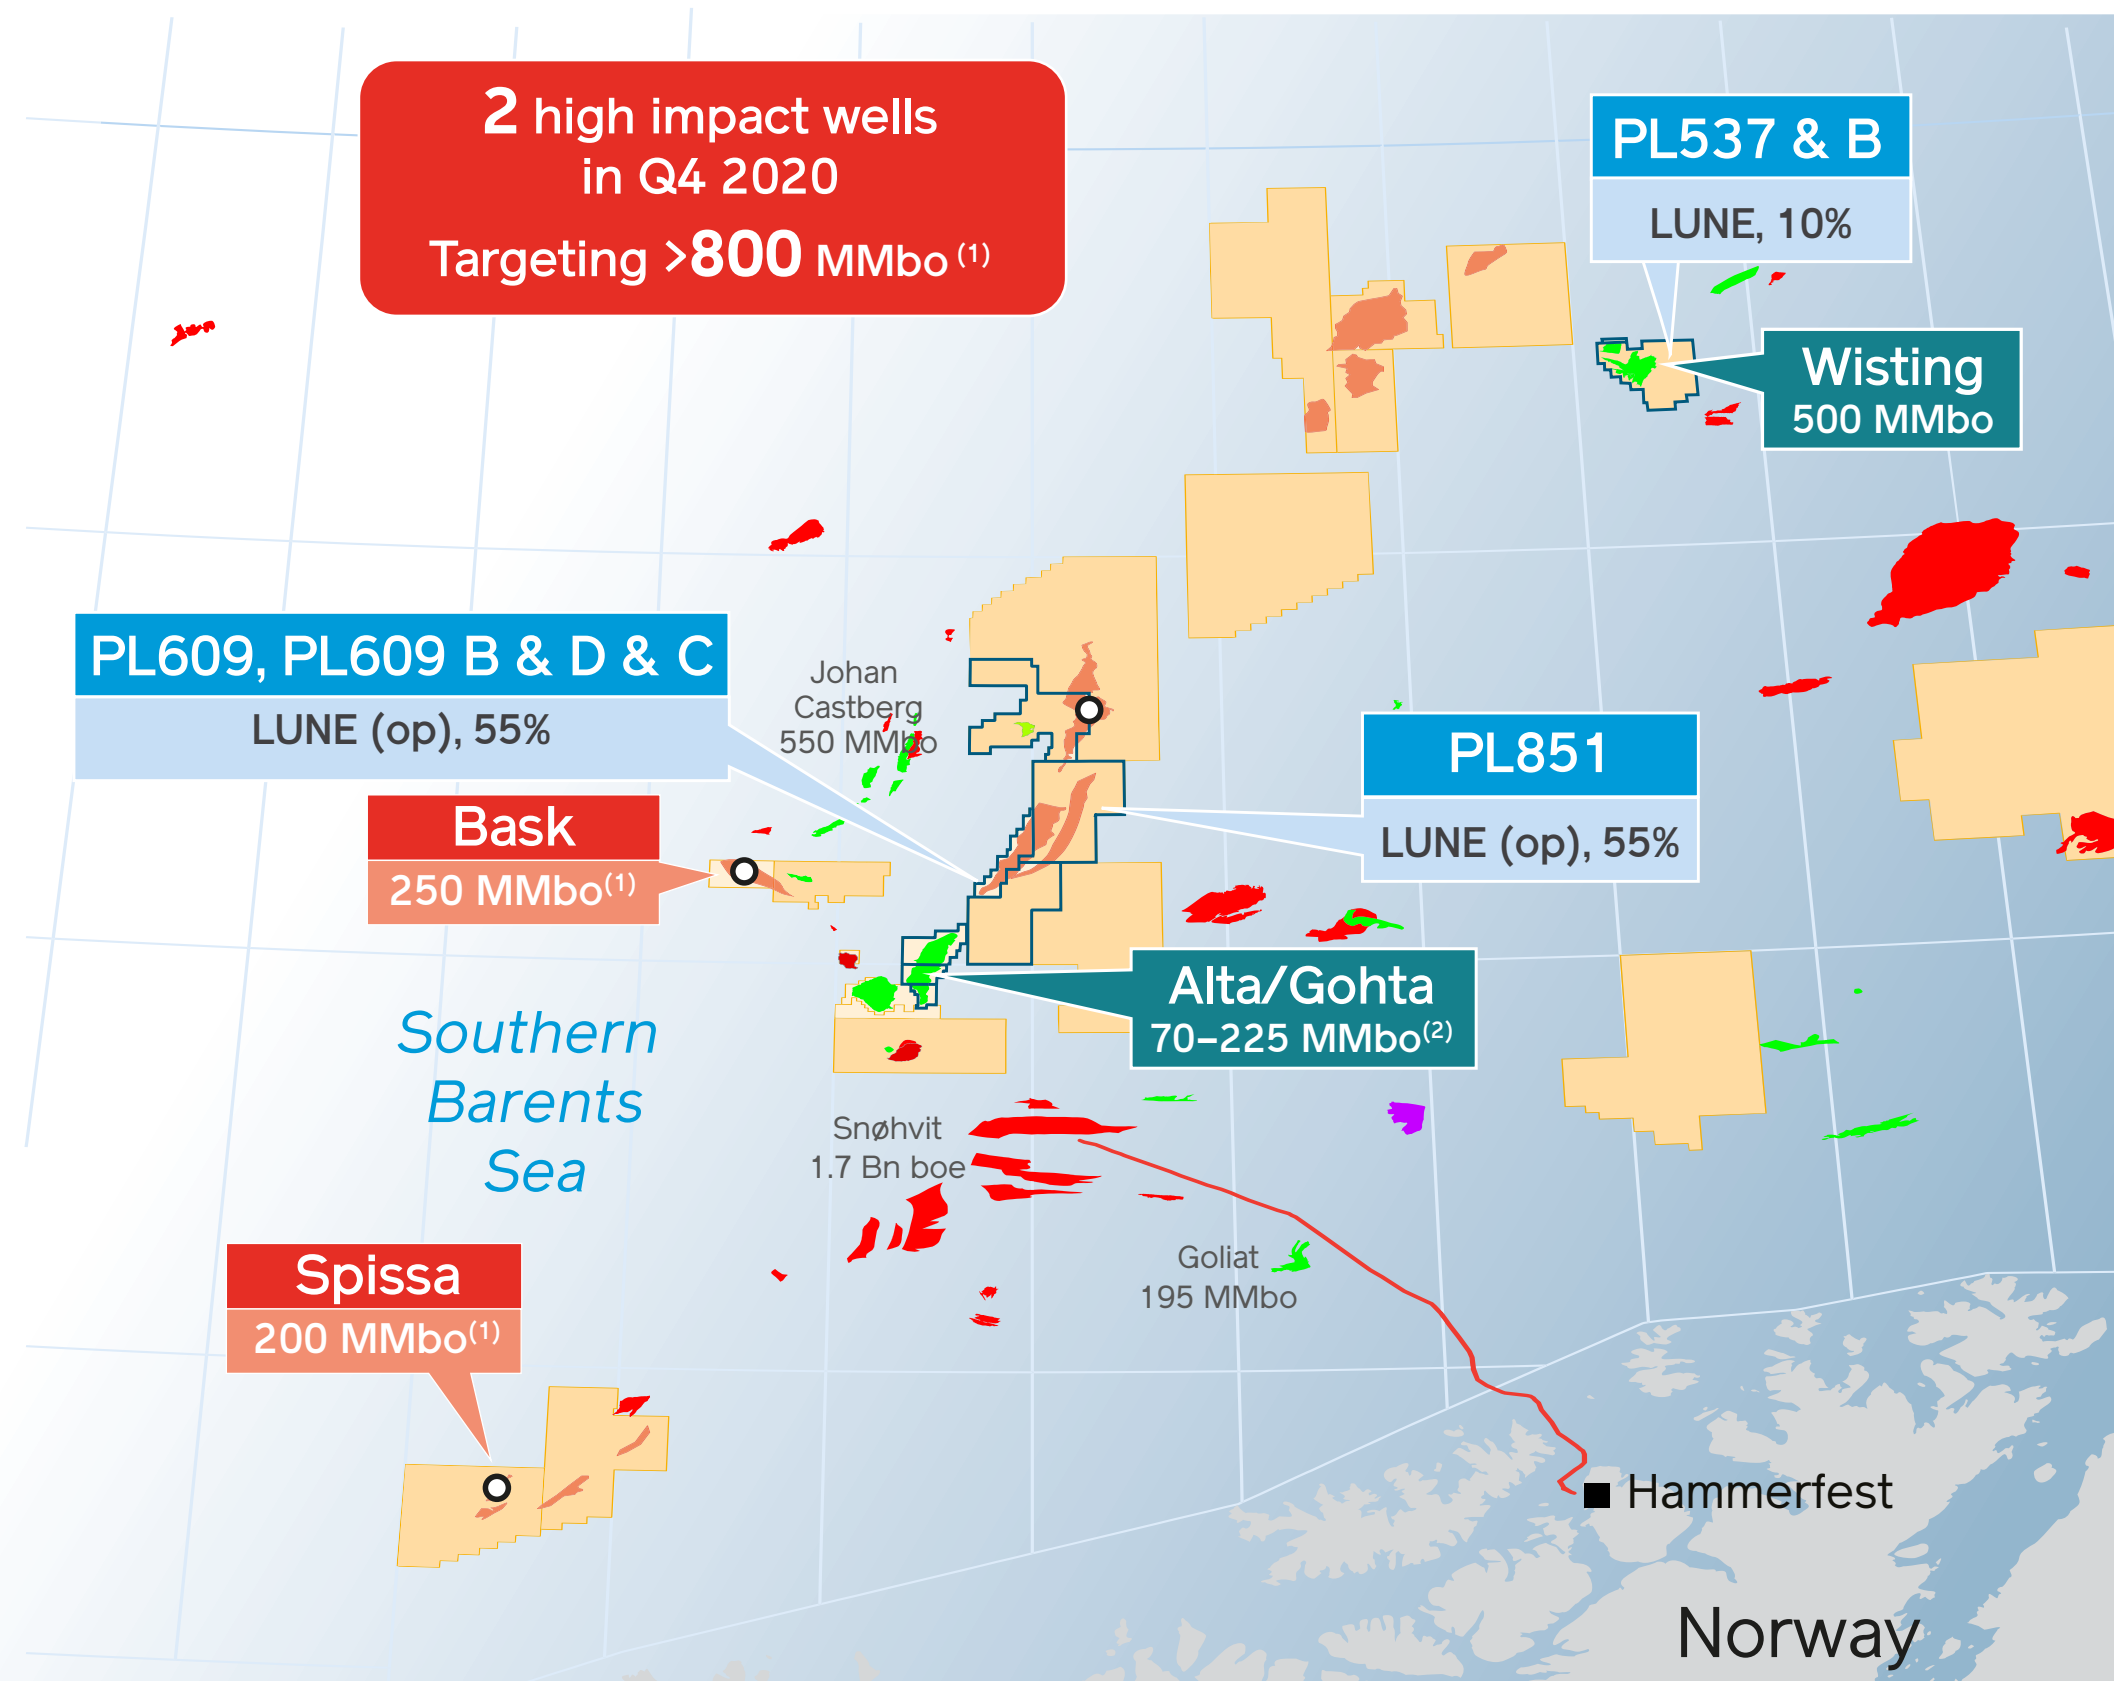 2 high impact wells
in Q4 2020
Targeting >800 MMbo (1)
PL537 & B
LUNE, 10%
Wisting
500 MMbo
PL609, PL609 B & D & C
LUNE (op), 55%
Johan
Castberg
550 MMbo
PL851
LUNE (op), 55%
Bask
250 MMbo(1)
Alta/Gohta
70–225 MMbo(2)
Southern
Barents
Sea
Snøhvit
1.7 Bn boe
Goliat
195 MMbo
Spissa
200 MMbo(1)
Hammerfest
Norway